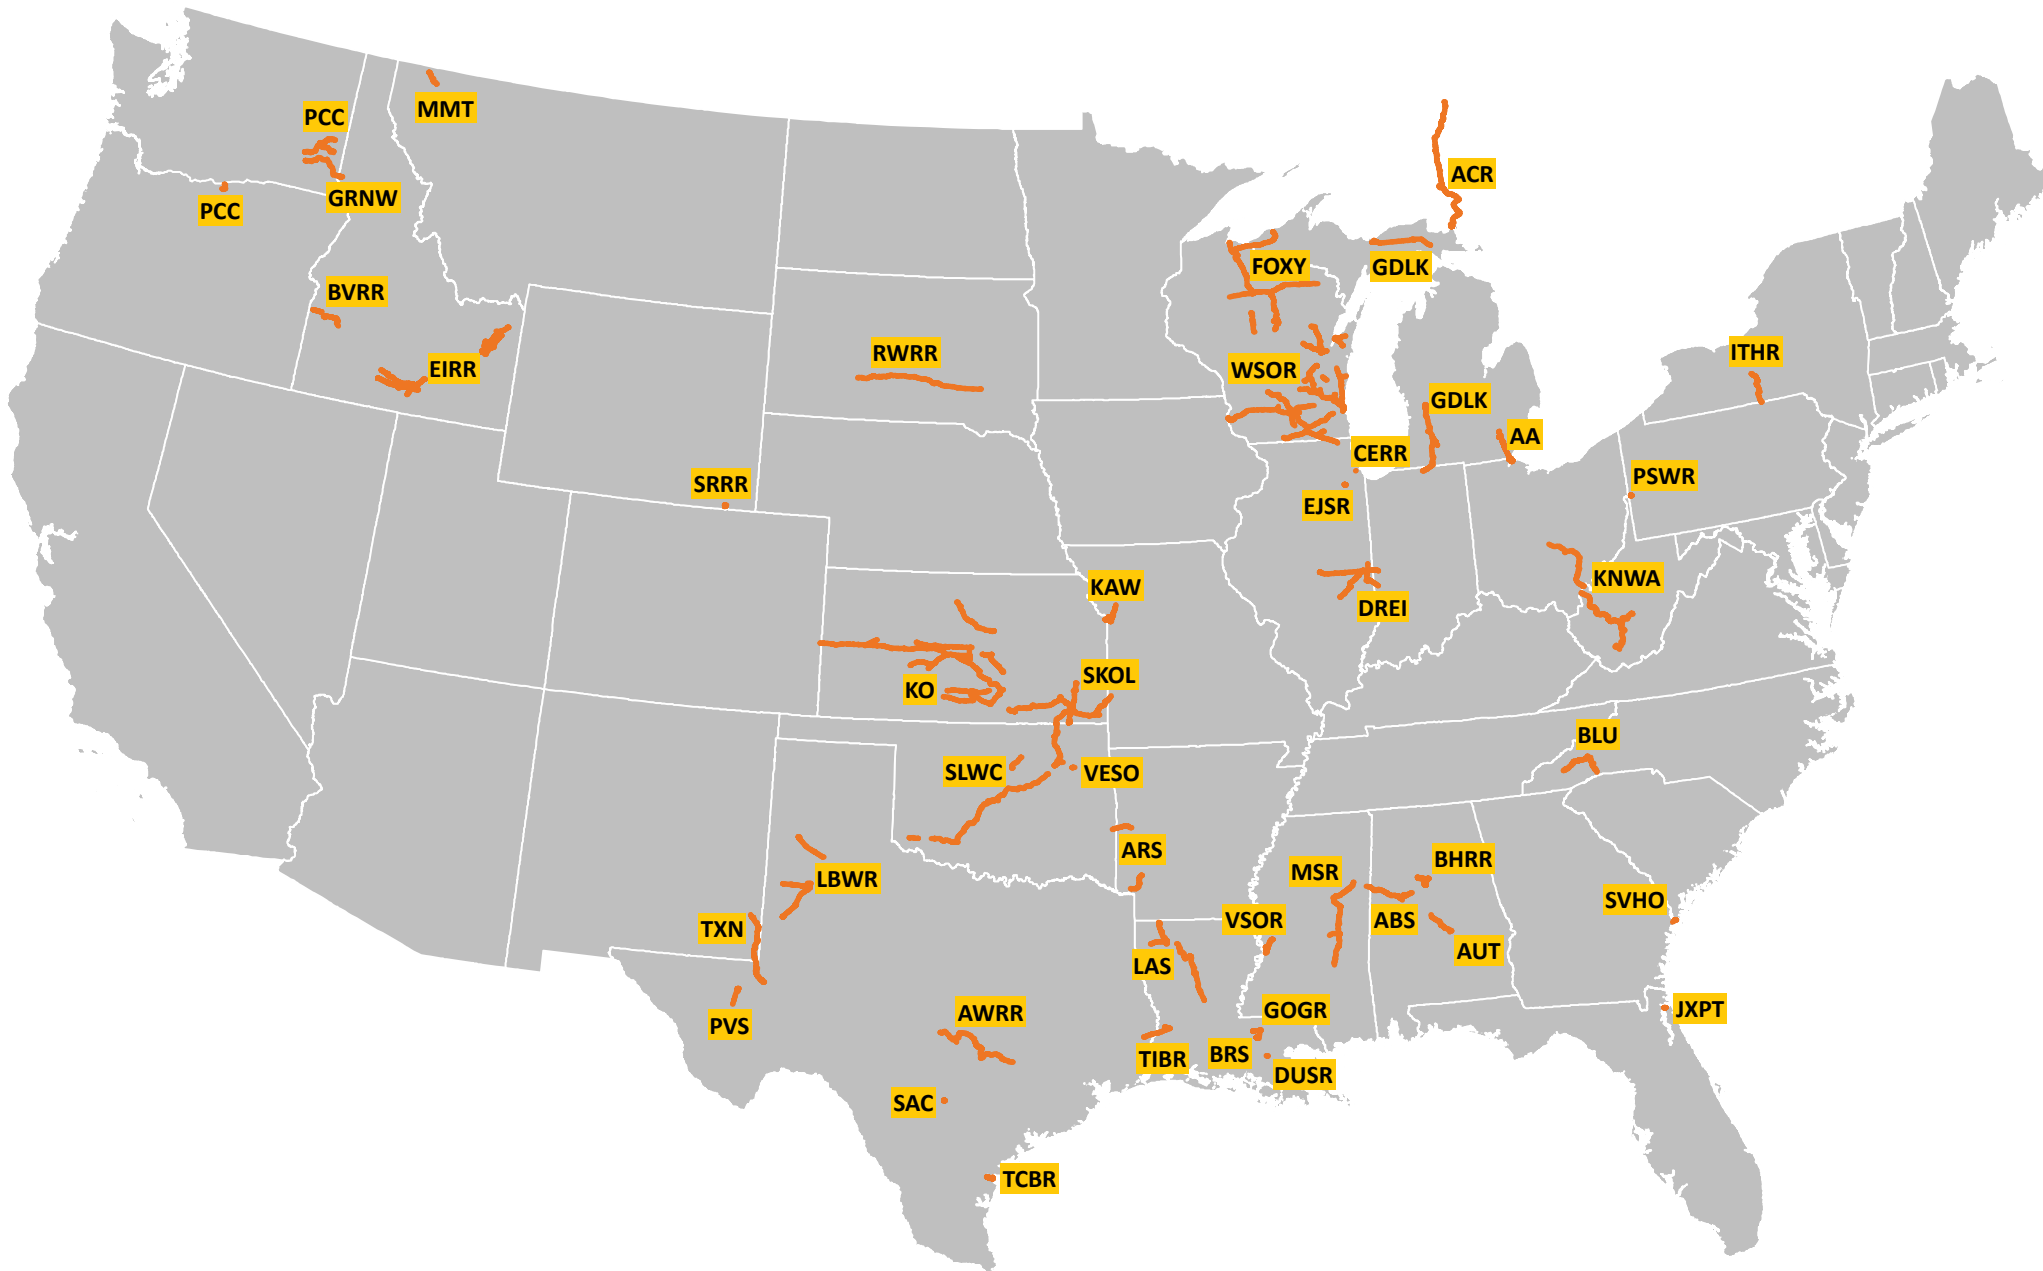 MMT
PCC
ACR
GRNW
PCC
FOXY
GDLK
BVRR
RWRR
ITHR
EIRR
WSOR
GDLK
AA
CERR
PSWR
SRRR
EJSR
KNWA
KAW
DREI
SKOL
KO
BLU
SLWC
VESO
ARS
BHRR
MSR
LBWR
SVHO
VSOR
ABS
TXN
AUT
LAS
GOGR
JXPT
AWRR
PVS
BRS
TIBR
DUSR
SAC
TCBR